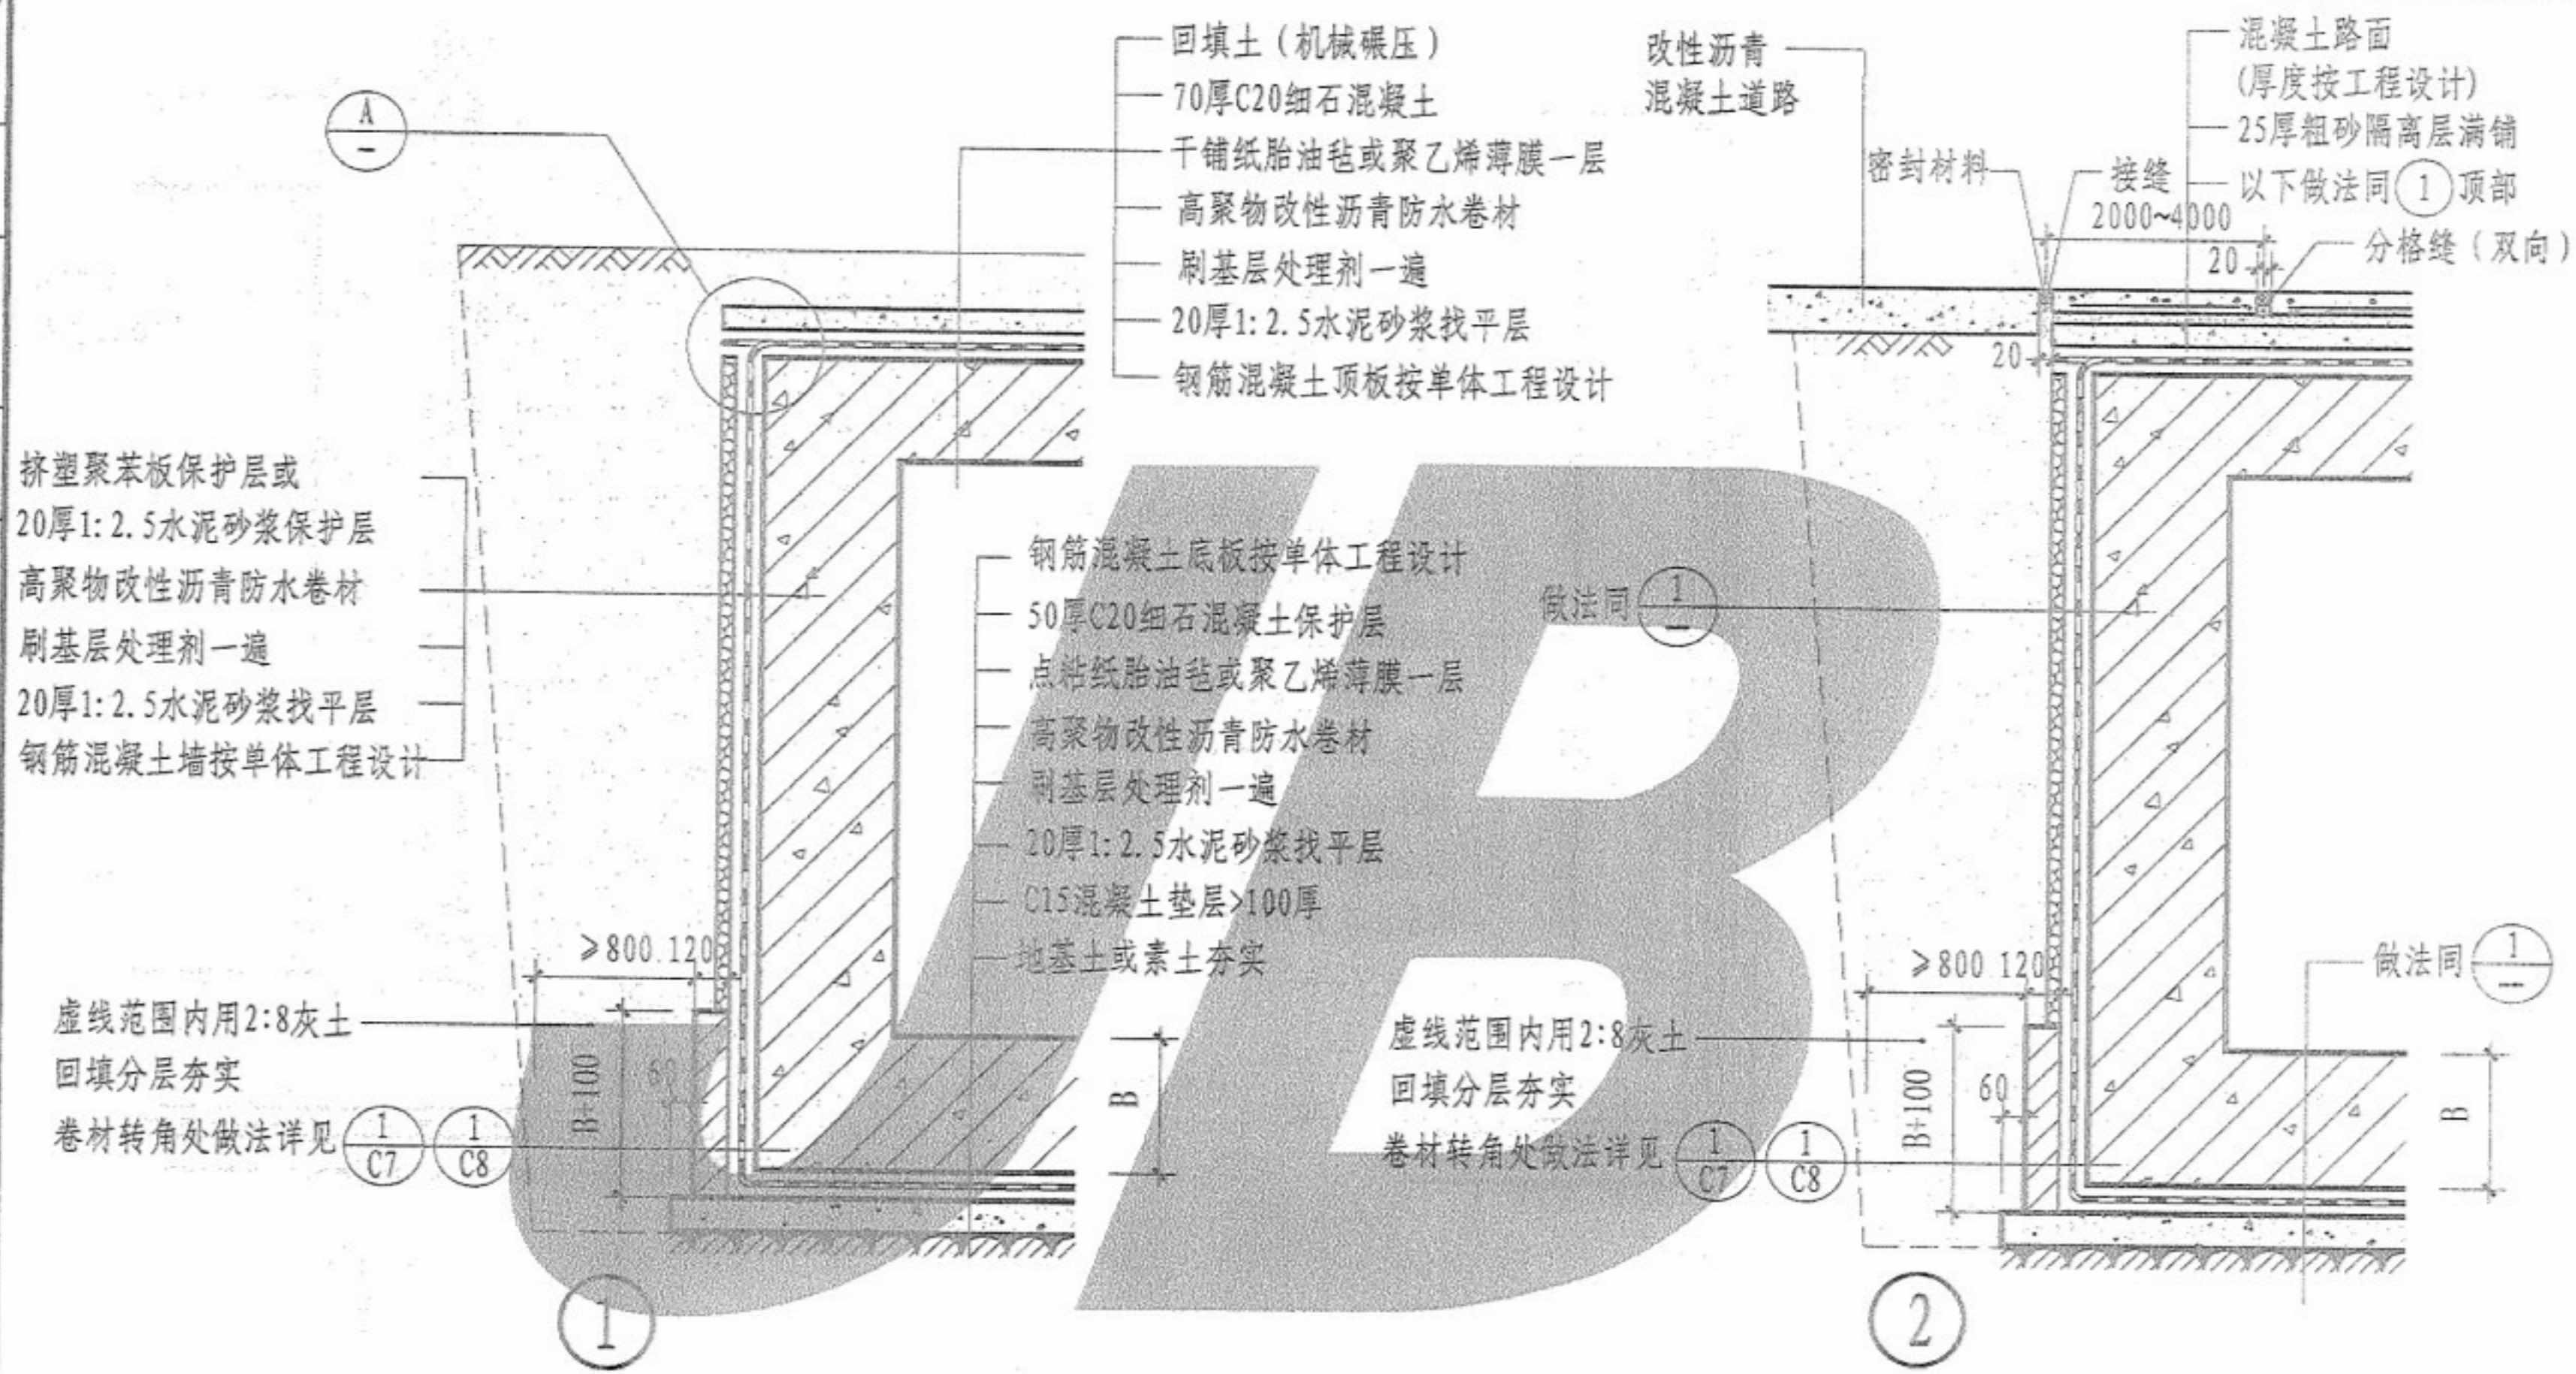 A
—
回填土（机械碾压）
70厚C20细石混凝土
干铺纸胎油毡或聚乙烯薄膜一层
高聚物改性沥青防水卷材
刷基层处理剂一遍
20厚1:2.5水泥砂浆找平层
钢筋混凝土顶板按单体工程设计
挤塑聚苯板保护层或
20厚1:2.5水泥砂浆保护层
高聚物改性沥青防水卷材
刷基层处理剂一遍
20厚1:2.5水泥砂浆找平层
钢筋混凝土墙按单体工程设计
钢筋混凝土底板按单体工程设计
50厚C20细石混凝土保护层
点粘纸胎油毡或聚乙烯薄膜一层
高聚物改性沥青防水卷材
刷基层处理剂一遍
20厚1:2.5水泥砂浆找平层
C15混凝土垫层>100厚
地基土或素土夯实
≥800 120
虚线范围内用2:8灰土
回填分层夯实
卷材转角处做法详见 1/C7 1/C8
B+100
60
B
1
改性沥青
混凝土道路
密封材料
接缝
2000~4000
20
混凝土路面
(厚度按工程设计)
25厚粗砂隔离层满铺
以下做法同1顶部
分格缝（双向）
20
做法同 1/—
≥800 120
做法同 1/—
虚线范围内用2:8灰土
回填分层夯实
卷材转角处做法详见 1/C7 1/C8
B+100
60
B
2
JB